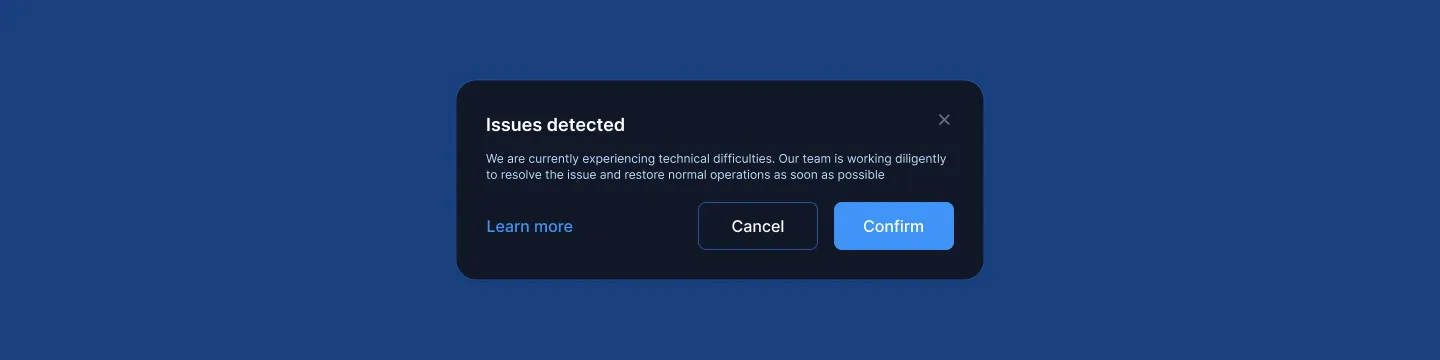 Issues detected
We are currently experiencing technical difficulties. Our team is working diligently
to resolve the issue and restore normal operations as soon as possible
Learn more
Cancel
Confirm